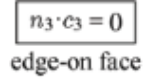 n₃·c₃ = 0
edge-on face